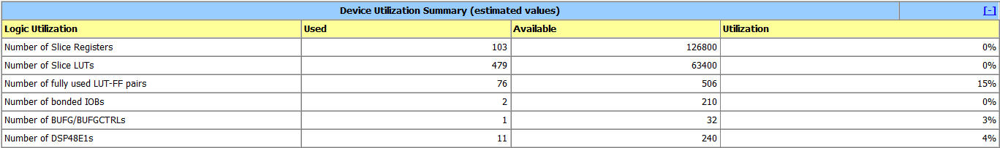 Device Utilization Summary (estimated values) [-]
Logic Utilization Used Available Utilization
Number of Slice Registers 103 126800 0%
Number of Slice LUTs 479 63400 0%
Number of fully used LUT-FF pairs 76 506 15%
Number of bonded IOBs 2 210 0%
Number of BUFG/BUFGCTRLs 1 32 3%
Number of DSP48E1s 11 240 4%